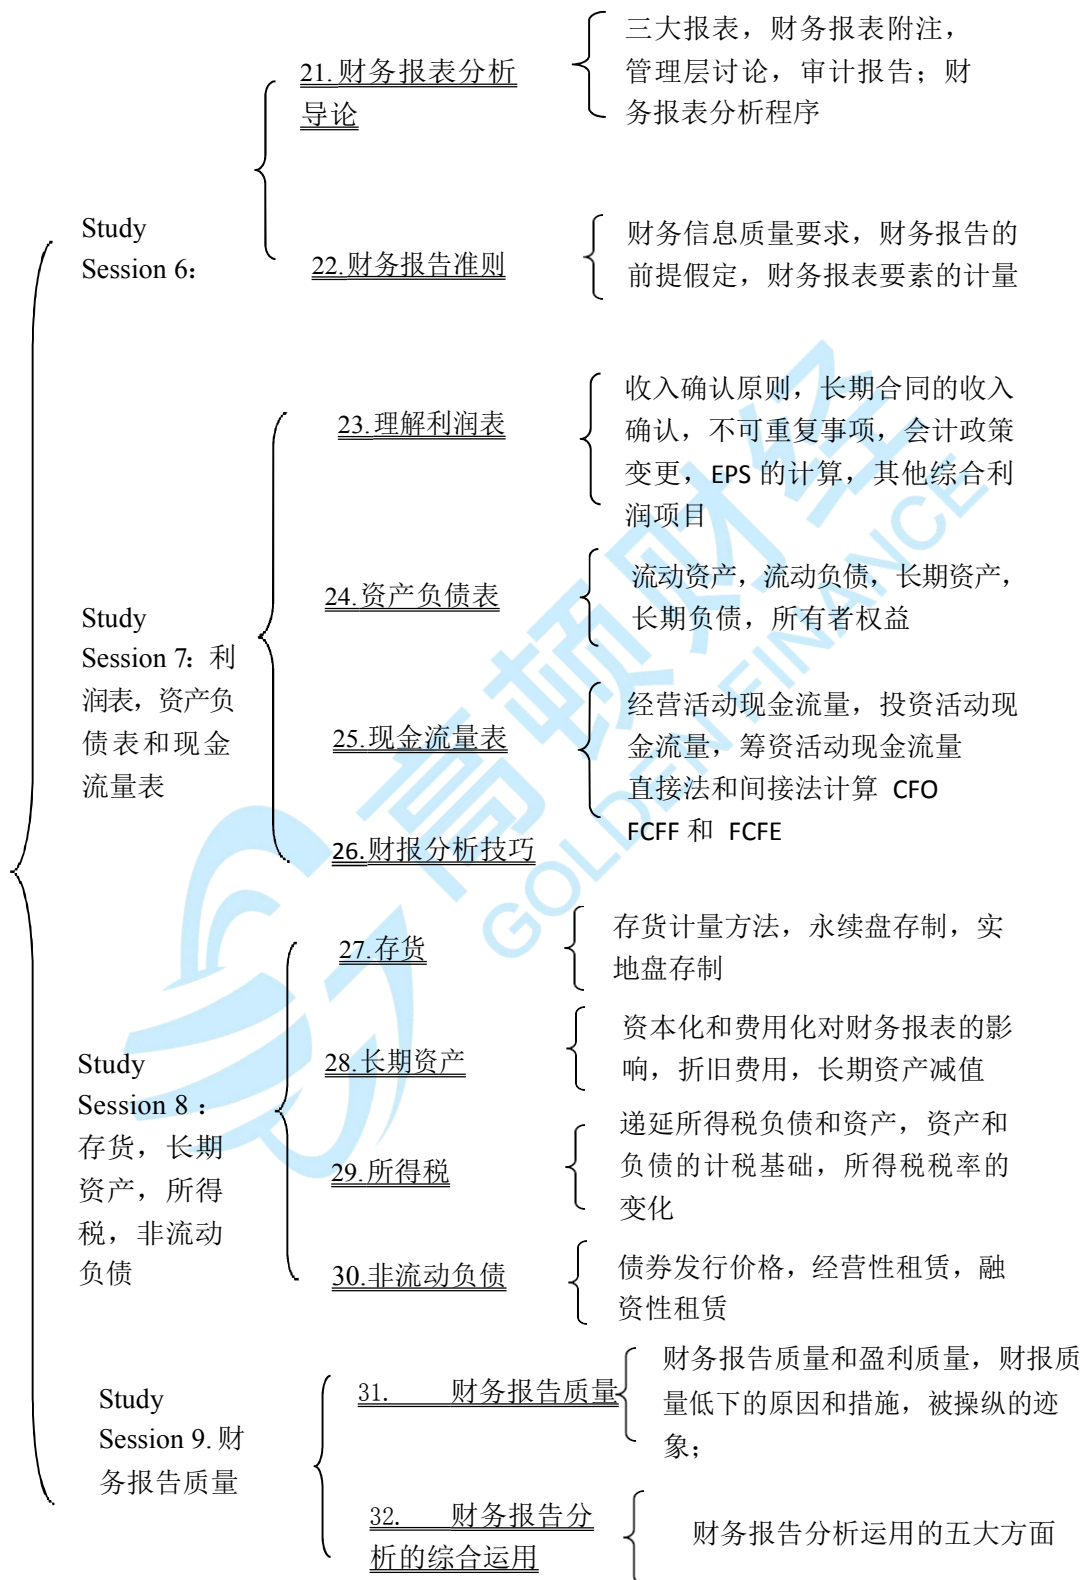 21.财务报表分析
导论
三大报表，财务报表附注，
管理层讨论，审计报告；财
务报表分析程序
Study
Session 6：
22.财务报告准则
财务信息质量要求，财务报告的
前提假定，财务报表要素的计量
23.理解利润表
收入确认原则，长期合同的收入
确认，不可重复事项，会计政策
变更，EPS 的计算，其他综合利
润项目
24.资产负债表
流动资产，流动负债，长期资产，
长期负债，所有者权益
Study
Session 7：利
润表，资产负
债表和现金
流量表
25.现金流量表
经营活动现金流量，投资活动现
金流量，筹资活动现金流量
直接法和间接法计算 CFO
FCFF 和 FCFE
26.财报分析技巧
27.存货
存货计量方法，永续盘存制，实
地盘存制
28.长期资产
资本化和费用化对财务报表的影
响，折旧费用，长期资产减值
Study
Session 8：
存货，长期
资产，所得
税，非流动
负债
29.所得税
递延所得税负债和资产，资产和
负债的计税基础，所得税税率的
变化
30.非流动负债
债券发行价格，经营性租赁，融
资性租赁
Study
Session 9.财
务报告质量
31. 财务报告质量
财务报告质量和盈利质量，财报质
量低下的原因和措施，被操纵的迹
象；
32. 财务报告分
析的综合运用
财务报告分析运用的五大方面
高顿财经
GOLDEN FINANCE